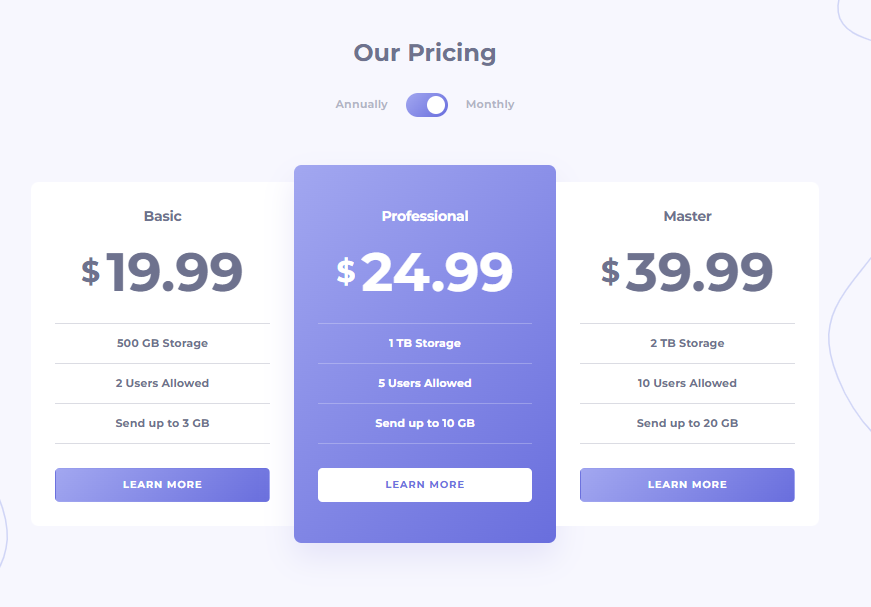 Our Pricing
Annually Monthly
Basic
$ 19.99
500 GB Storage
2 Users Allowed
Send up to 3 GB
LEARN MORE
Professional
$ 24.99
1 TB Storage
5 Users Allowed
Send up to 10 GB
LEARN MORE
Master
$ 39.99
2 TB Storage
10 Users Allowed
Send up to 20 GB
LEARN MORE